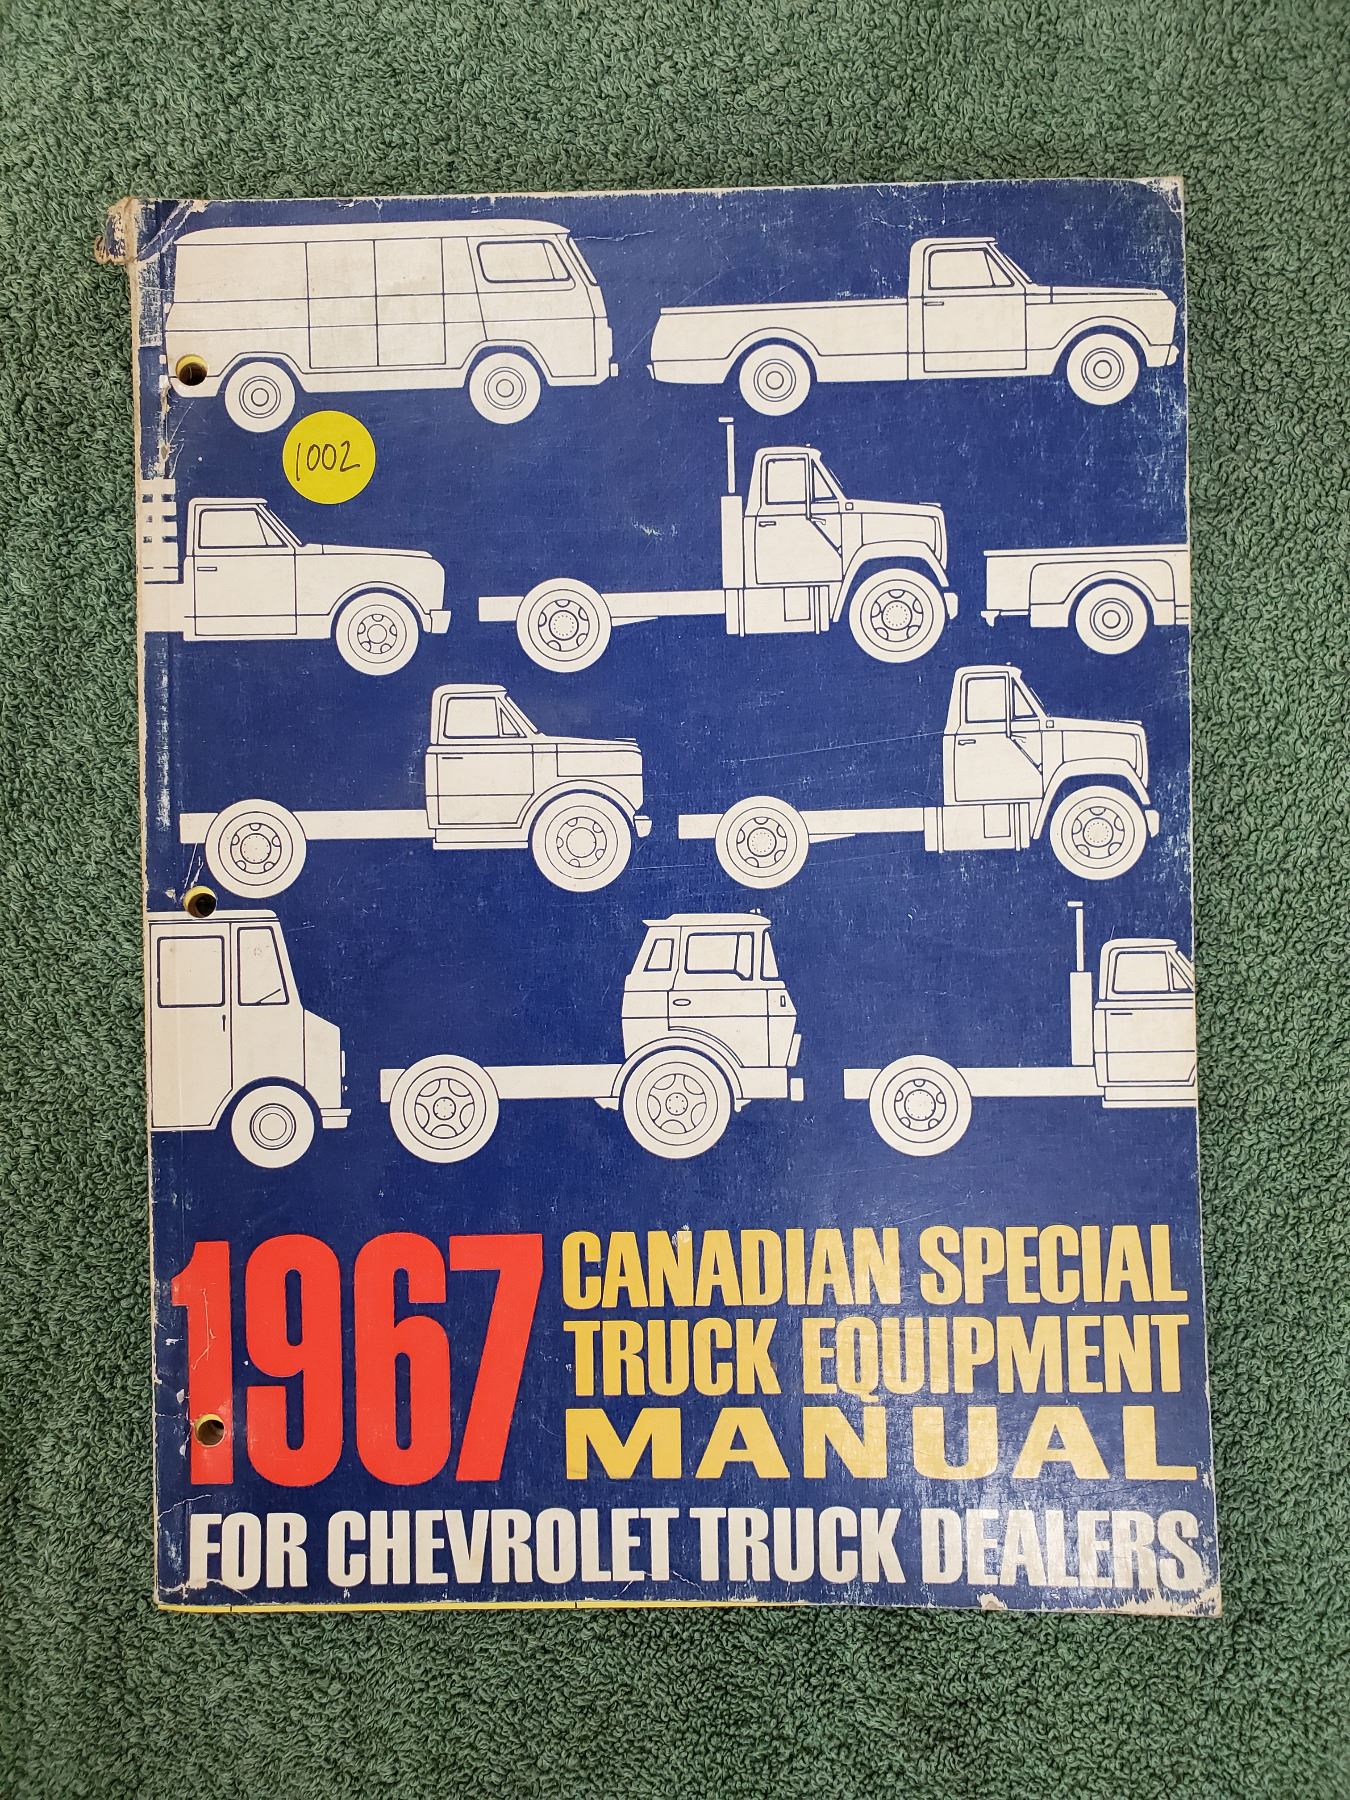 1002
1967
CANADIAN SPECIAL
TRUCK EQUIPMENT
MANUAL
FOR CHEVROLET TRUCK DEALERS